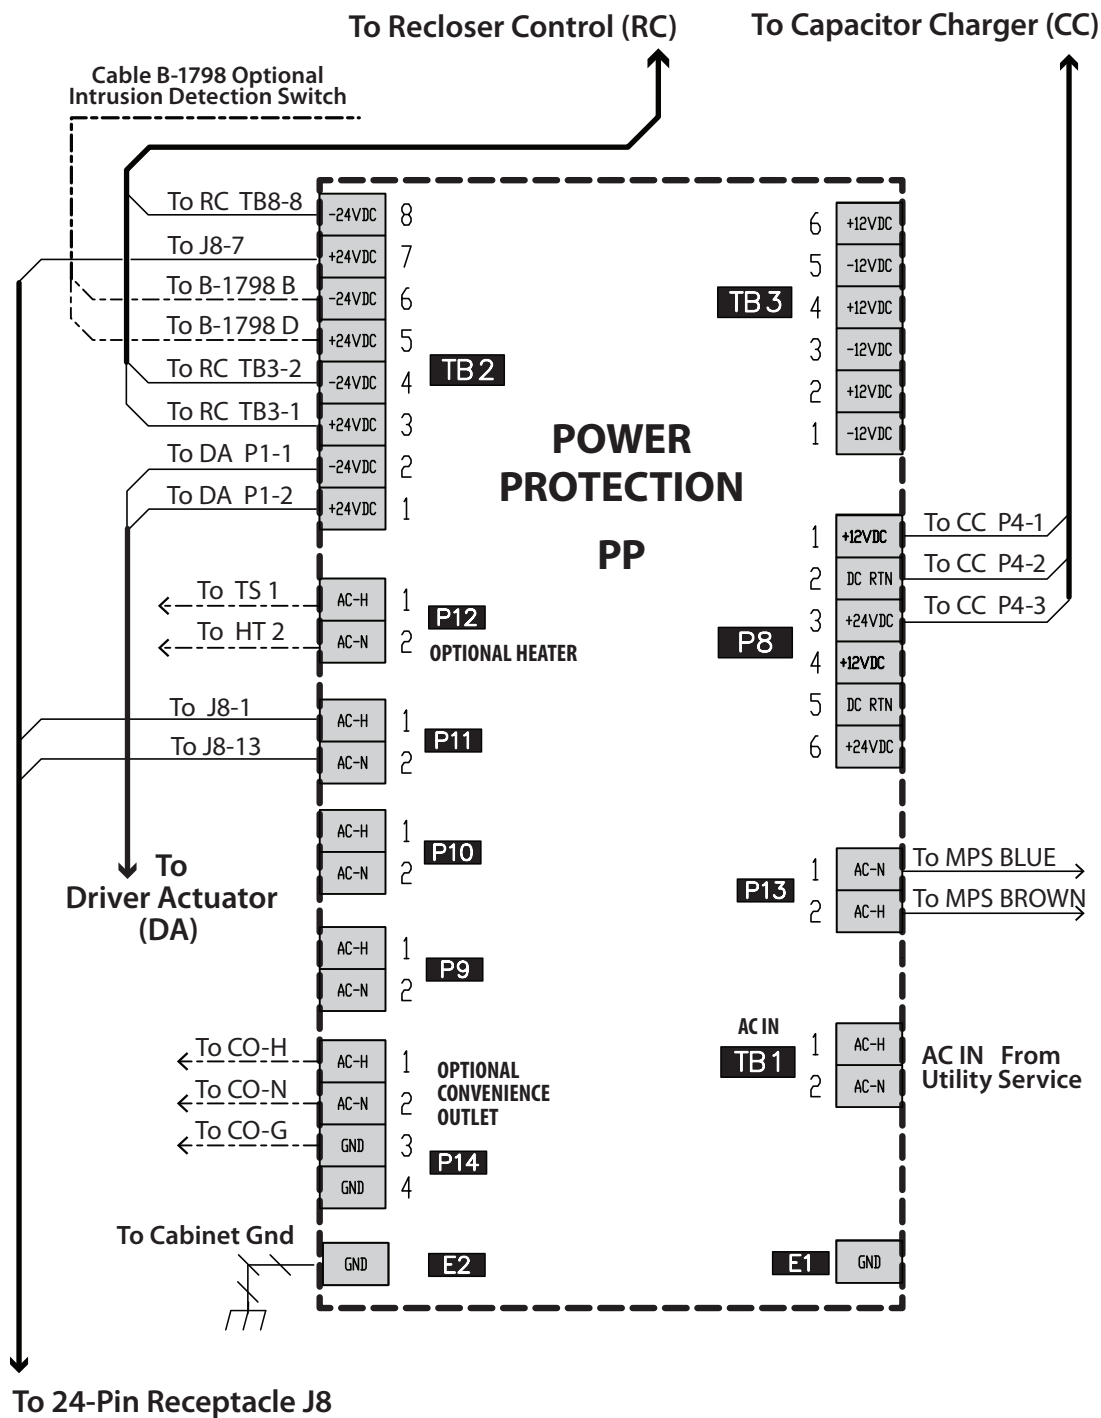 To Recloser Control (RC)
To Capacitor Charger (CC)
Cable B-1798 Optional
Intrusion Detection Switch
To RC TB8-8
-24VDC
8
To J8-7
+24VDC
7
To B-1798 B
-24VDC
6
To B-1798 D
+24VDC
5
To RC TB3-2
-24VDC
4
To RC TB3-1
+24VDC
3
To DA P1-1
-24VDC
2
To DA P1-2
+24VDC
1
TB2
6
+12VDC
5
-12VDC
TB3
4
+12VDC
3
-12VDC
2
+12VDC
1
-12VDC
POWER
PROTECTION
PP
1
+12VDC
To CC P4-1
2
DC RTN
To CC P4-2
3
+24VDC
To CC P4-3
P8
4
+12VDC
5
DC RTN
6
+24VDC
To TS 1
AC-H
1
P12
To HT 2
AC-N
2
OPTIONAL HEATER
To J8-1
AC-H
1
P11
To J8-13
AC-N
2
AC-H
1
P10
AC-N
2
To
Driver Actuator
(DA)
1
AC-N
To MPS BLUE
P13
2
AC-H
To MPS BROWN
AC-H
1
P9
AC-N
2
To CO-H
AC-H
1
OPTIONAL
CONVENIENCE
OUTLET
To CO-N
AC-N
2
To CO-G
GND
3
P14
GND
4
AC IN
TB1
1
AC-H
2
AC-N
AC IN From
Utility Service
To Cabinet Gnd
GND
E2
E1
GND
To 24-Pin Receptacle J8